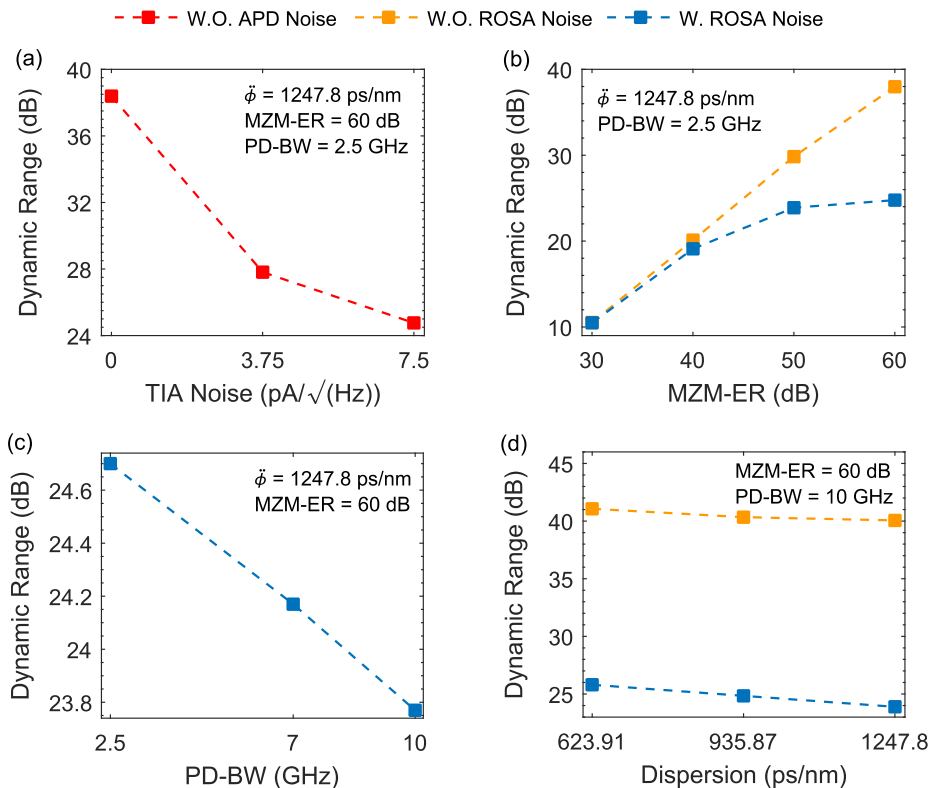 W.O. APD Noise W.O. ROSA Noise W. ROSA Noise
(a)
40
36
32
28
24
Dynamic Range (dB)
φ̈ = 1247.8 ps/nm
MZM-ER = 60 dB
PD-BW = 2.5 GHz
0 3.75 7.5
TIA Noise (pA/√(Hz))
(b)
40
30
20
10
Dynamic Range (dB)
φ̈ = 1247.8 ps/nm
PD-BW = 2.5 GHz
30 40 50 60
MZM-ER (dB)
(c)
24.6
24.4
24.2
24
23.8
Dynamic Range (dB)
φ̈ = 1247.8 ps/nm
MZM-ER = 60 dB
2.5 7 10
PD-BW (GHz)
(d)
45
40
35
30
25
Dynamic Range (dB)
MZM-ER = 60 dB
PD-BW = 10 GHz
623.91 935.87 1247.8
Dispersion (ps/nm)